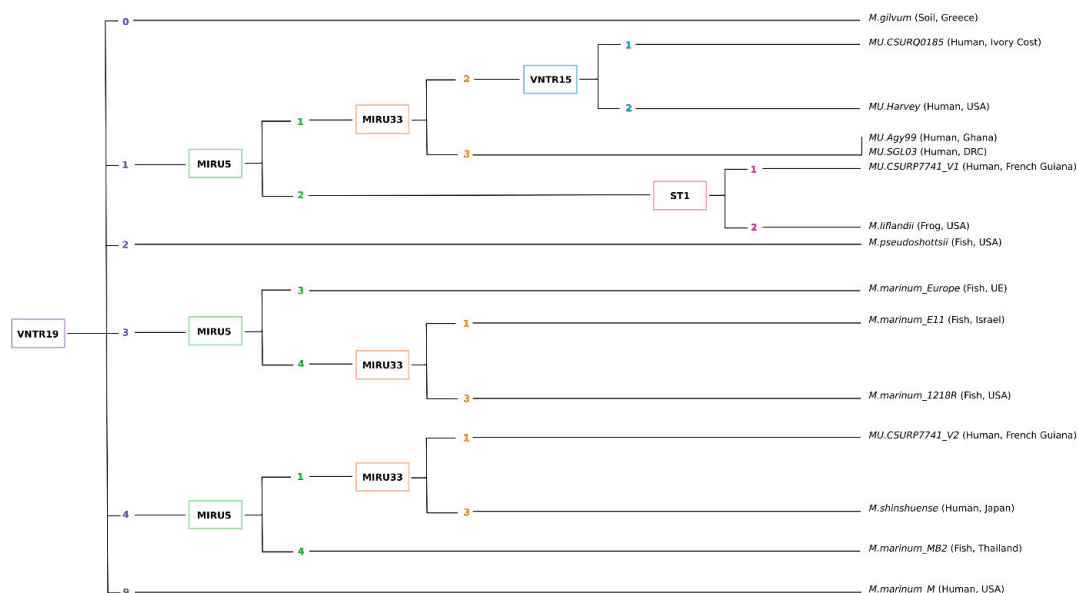 0
M.gilvum (Soil, Greece)
1
MU.CSURQ0185 (Human, Ivory Cost)
2
VNTR15
2
MU.Harvey (Human, USA)
1
MIRU33
MU.Agy99 (Human, Ghana)
3
MU.SGL03 (Human, DRC)
1
MIRU5
1
MU.CSURP7741_V1 (Human, French Guiana)
2
ST1
2
M.liflandii (Frog, USA)
2
M.pseudoshottsii (Fish, USA)
3
M.marinum_Europe (Fish, UE)
VNTR19
3
MIRU5
1
M.marinum_E11 (Fish, Israel)
4
MIRU33
3
M.marinum_1218R (Fish, USA)
1
MU.CSURP7741_V2 (Human, French Guiana)
1
MIRU33
3
M.shinshuense (Human, Japan)
4
MIRU5
4
M.marinum_MB2 (Fish, Thailand)
9
M.marinum_M (Human, USA)